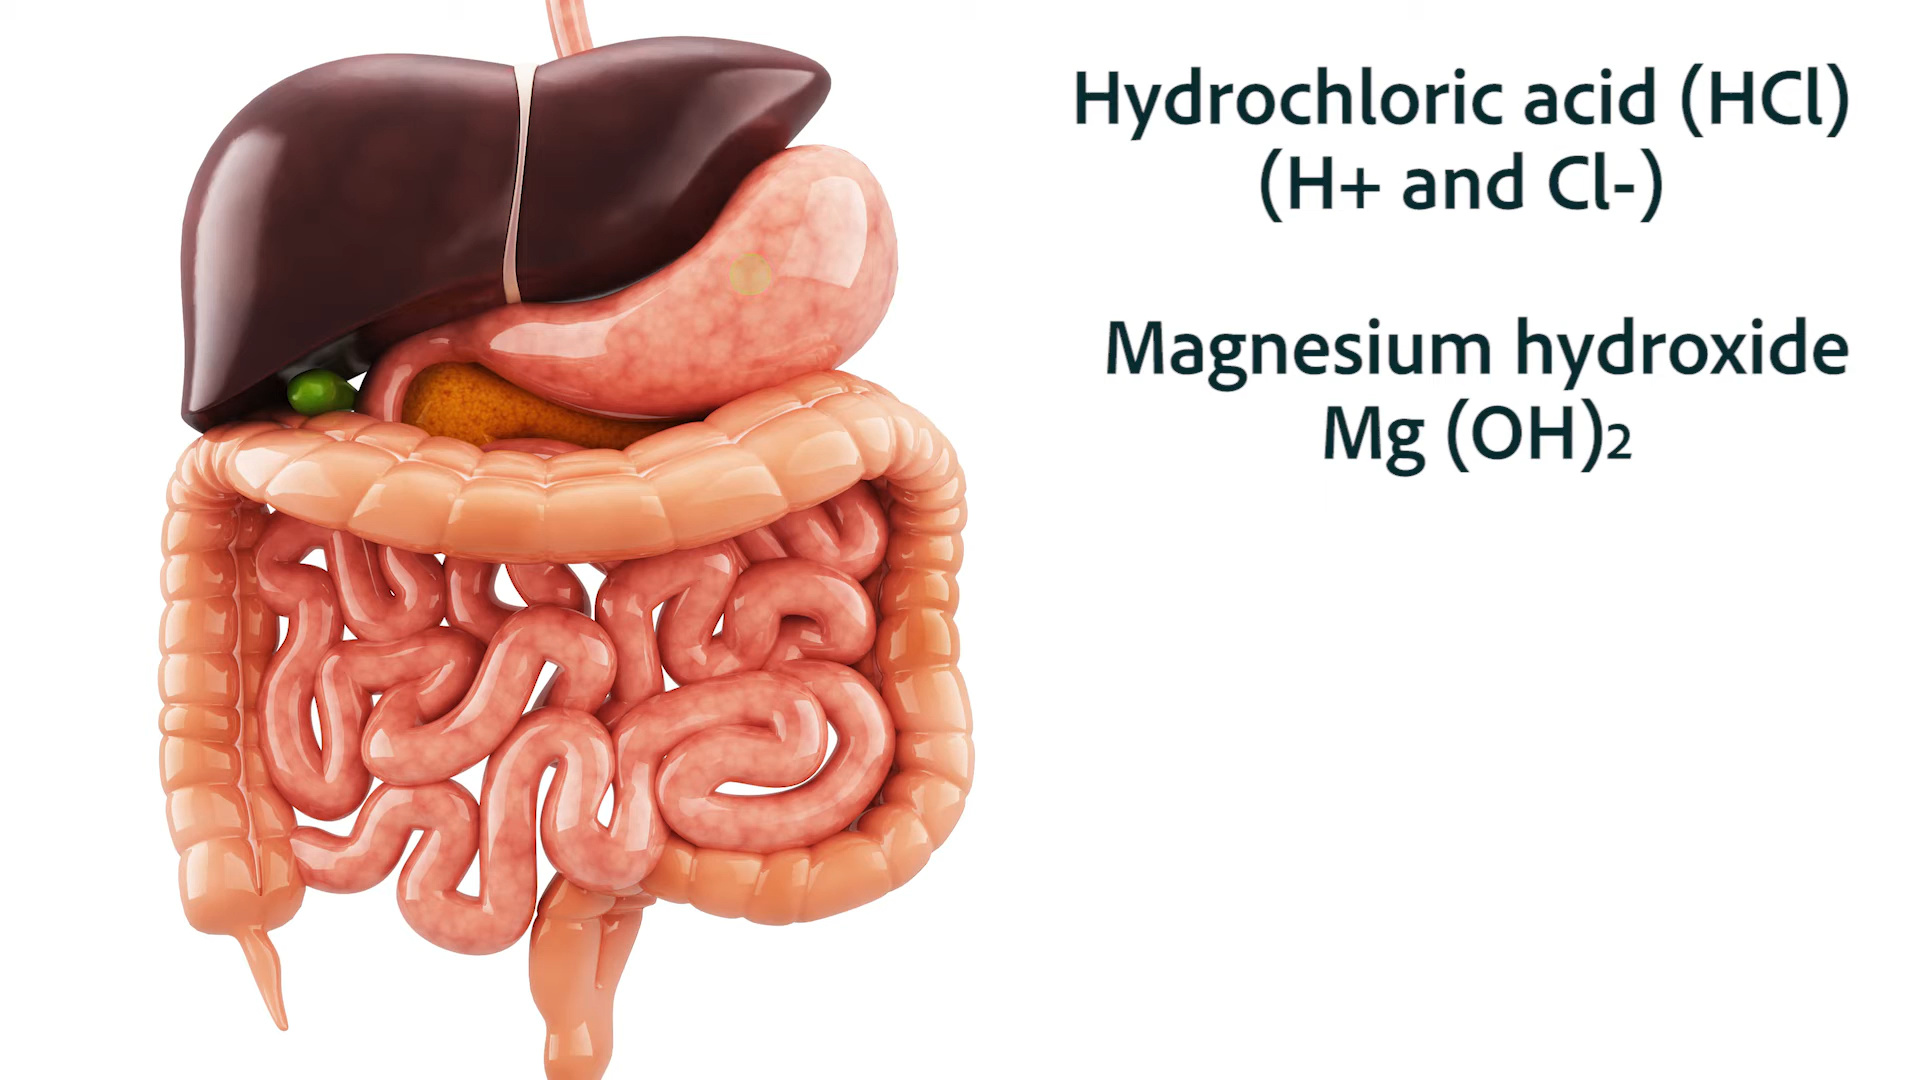 Hydrochloric acid (HCl)
(H+ and Cl-)
Magnesium hydroxide
Mg (OH)2